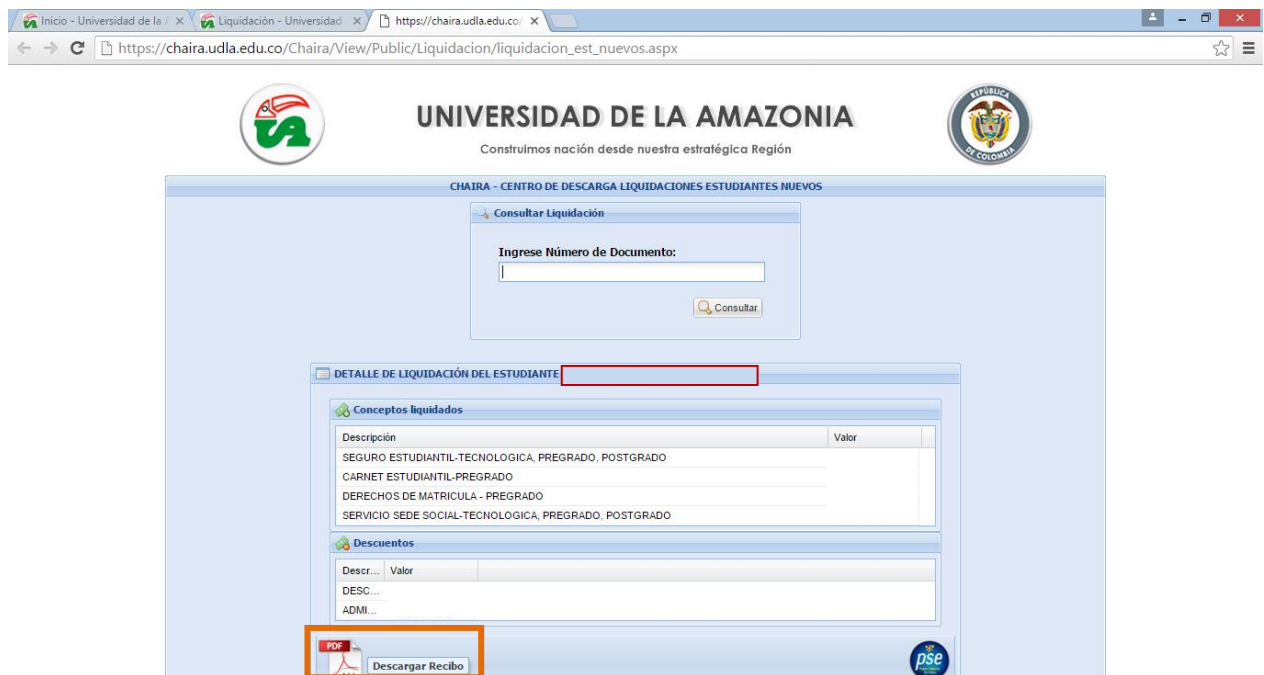 Inicio - Universidad de la A
Liquidación - Universidad
https://chaira.udla.edu.co/
https://chaira.udla.edu.co/Chaira/View/Public/Liquidacion/liquidacion_est_nuevos.aspx
UNIVERSIDAD DE LA AMAZONIA
Construimos nación desde nuestra estratégica Región
REPÚBLICA
DE COLOMBIA
CHAIRA - CENTRO DE DESCARGA LIQUIDACIONES ESTUDIANTES NUEVOS
Consultar Liquidación
Ingrese Número de Documento:
Consultar
DETALLE DE LIQUIDACIÓN DEL ESTUDIANTE
Conceptos liquidados
Descripción Valor
SEGURO ESTUDIANTIL-TECNOLOGICA, PREGRADO, POSTGRADO
CARNET ESTUDIANTIL-PREGRADO
DERECHOS DE MATRICULA - PREGRADO
SERVICIO SEDE SOCIAL-TECNOLOGICA, PREGRADO, POSTGRADO
Descuentos
Descr... Valor
DESC...
ADMI...
PDF
Descargar Recibo
pse